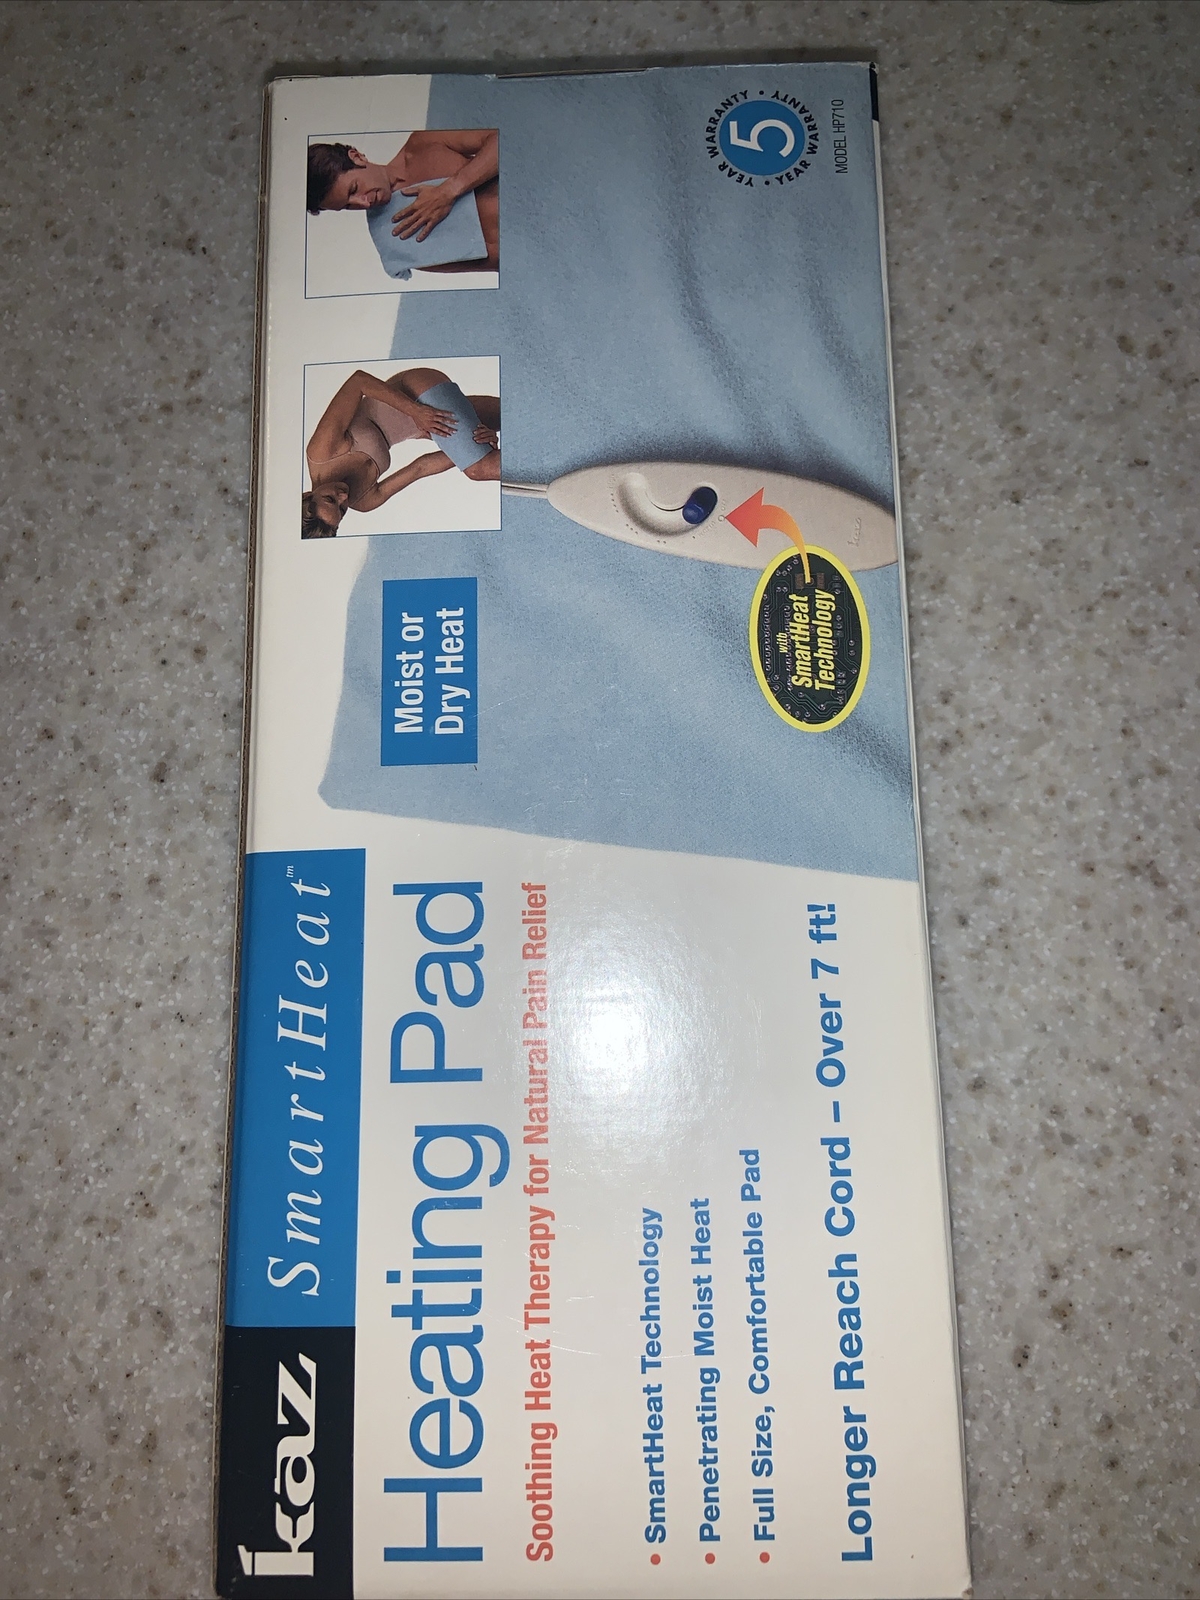 kaz
SmartHeat™
Heating Pad
Soothing Heat Therapy for Natural Pain Relief
• SmartHeat Technology
• Penetrating Moist Heat
• Full Size, Comfortable Pad
Longer Reach Cord – Over 7 ft!
Moist or
Dry Heat
with
SmartHeat
Technology
5
YEAR WARRANTY • YEAR WARRANTY •
MODEL HP710